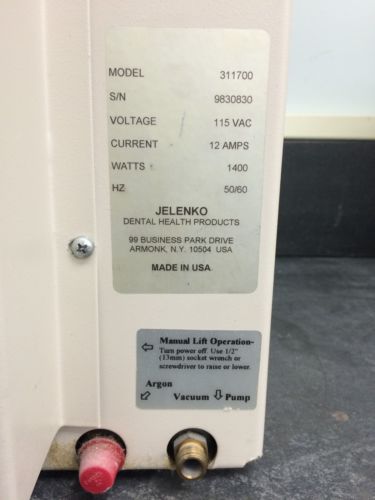 MODEL 311700
S/N 9830830
VOLTAGE 115 VAC
CURRENT 12 AMPS
WATTS 1400
HZ 50/60
JELENKO
DENTAL HEALTH PRODUCTS
99 BUSINESS PARK DRIVE
ARMONK, N.Y. 10504 USA
MADE IN USA
Manual Lift Operation-
Turn power off. Use 1/2"
(13mm) socket wrench or
screwdriver to raise or lower.
Argon
Vacuum Pump